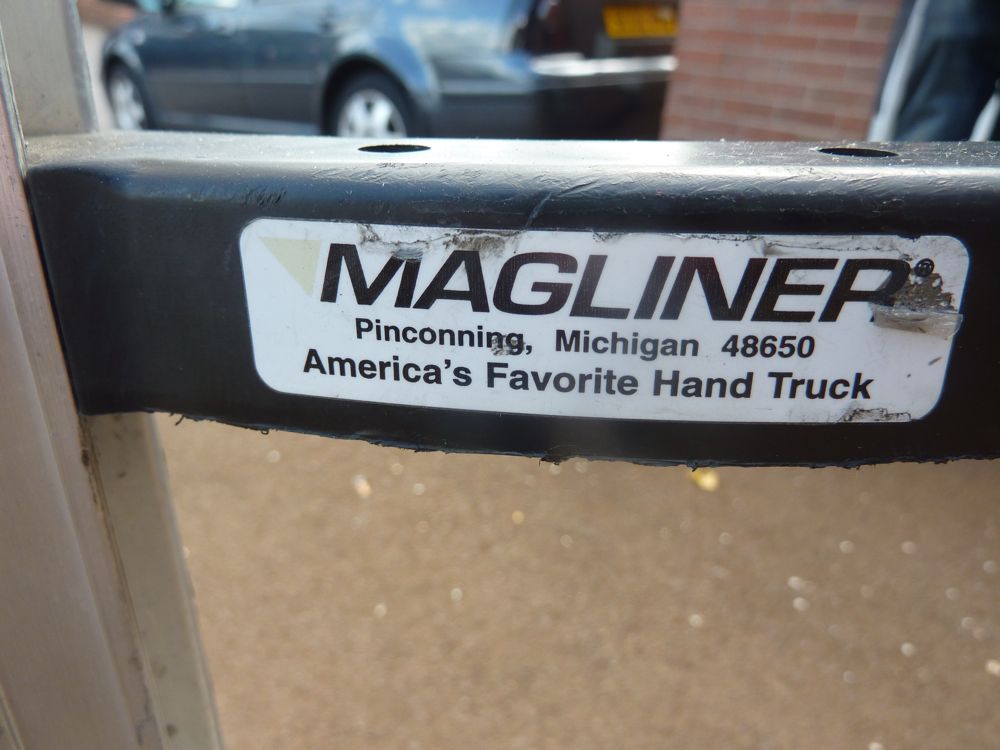 MAGLINER®
Pinconning, Michigan 48650
America's Favorite Hand Truck